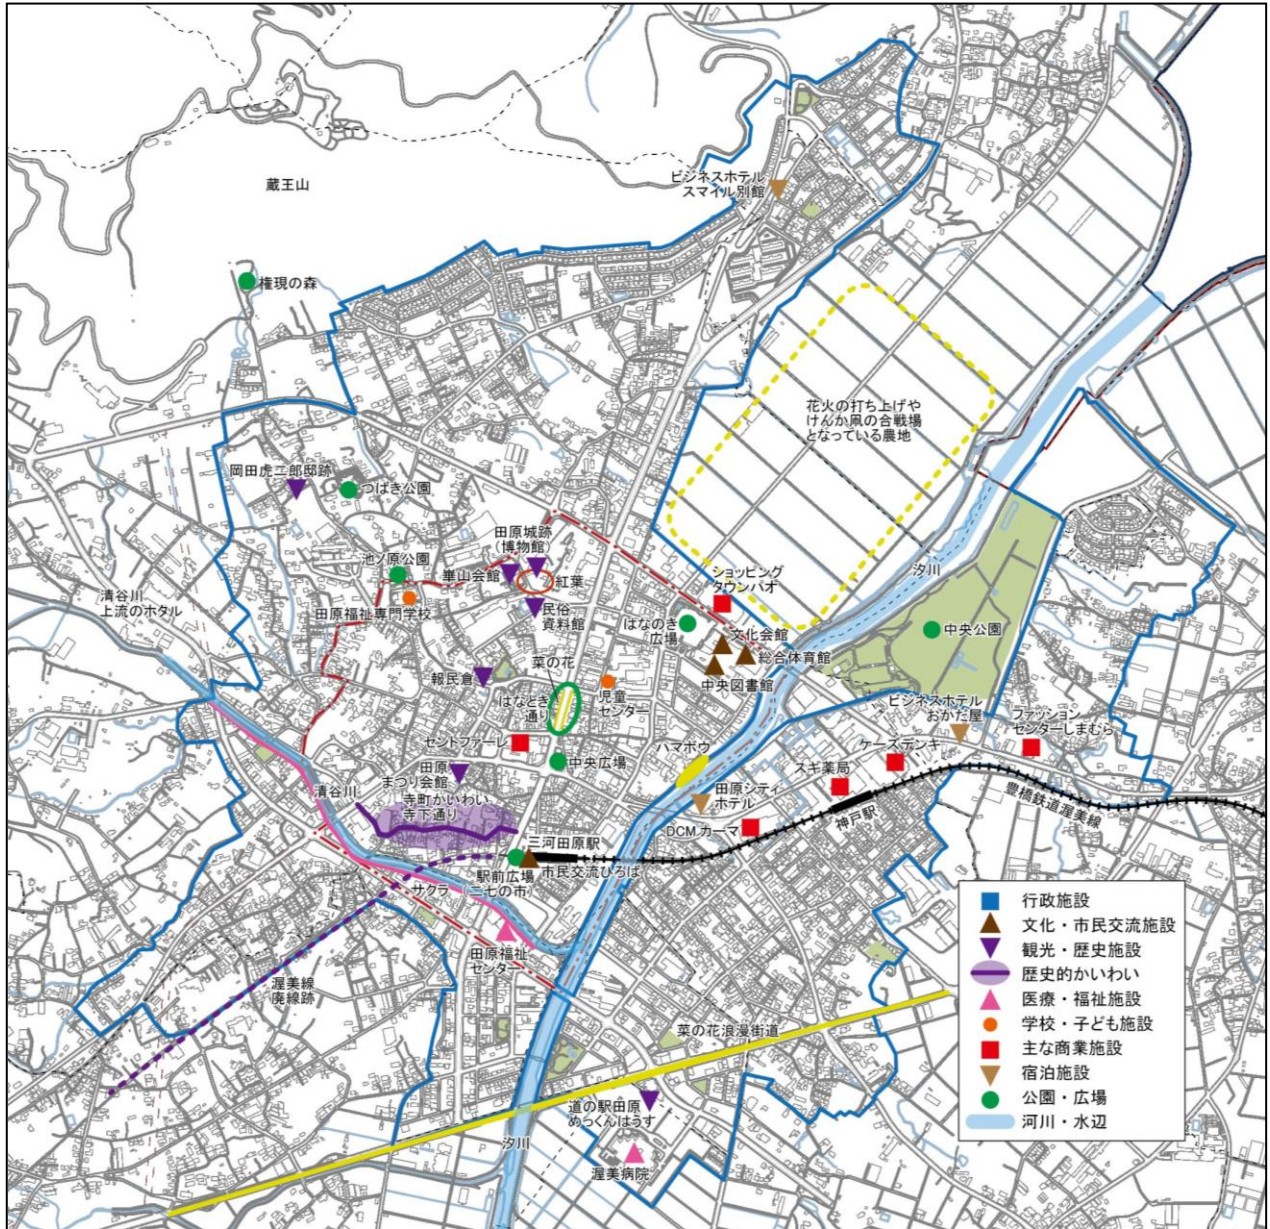 ビジネスホテル
スマイル別館
蔵王山
権現の森
花火の打ち上げや
けんか凧の合戦場
となっている農地
岡田虎二郎邸跡
つばき公園
田原城跡
（博物館）
池ノ原公園
崋山会館
紅葉
ショッピング
タウンパオ
汐川
清谷川
上流のホタル
田原福祉専門学校
民俗
資料館
はなのき
広場
文化会館
中央公園
総合体育館
菜の花
中央図書館
報民倉
はなとき
通り
児童
センター
ビジネスホテル
おかだ屋
ファッション
センターしまむら
セントファーレ
ハマボウ
ケーズデンキ
中央広場
田原
まつり会館
スギ薬局
田原シティ
ホテル
清谷川
寺町かいわい
寺下通り
豊橋鉄道渥美線
神戸駅
DCMカーマ
三河田原駅
駅前広場
（二七の市）
市民交流ひろば
サクラ
田原福祉
センター
渥美線
廃線跡
菜の花浪漫街道
道の駅田原
めっくんはうす
汐川
渥美病院
行政施設
文化・市民交流施設
観光・歴史施設
歴史的かいわい
医療・福祉施設
学校・子ども施設
主な商業施設
宿泊施設
公園・広場
河川・水辺